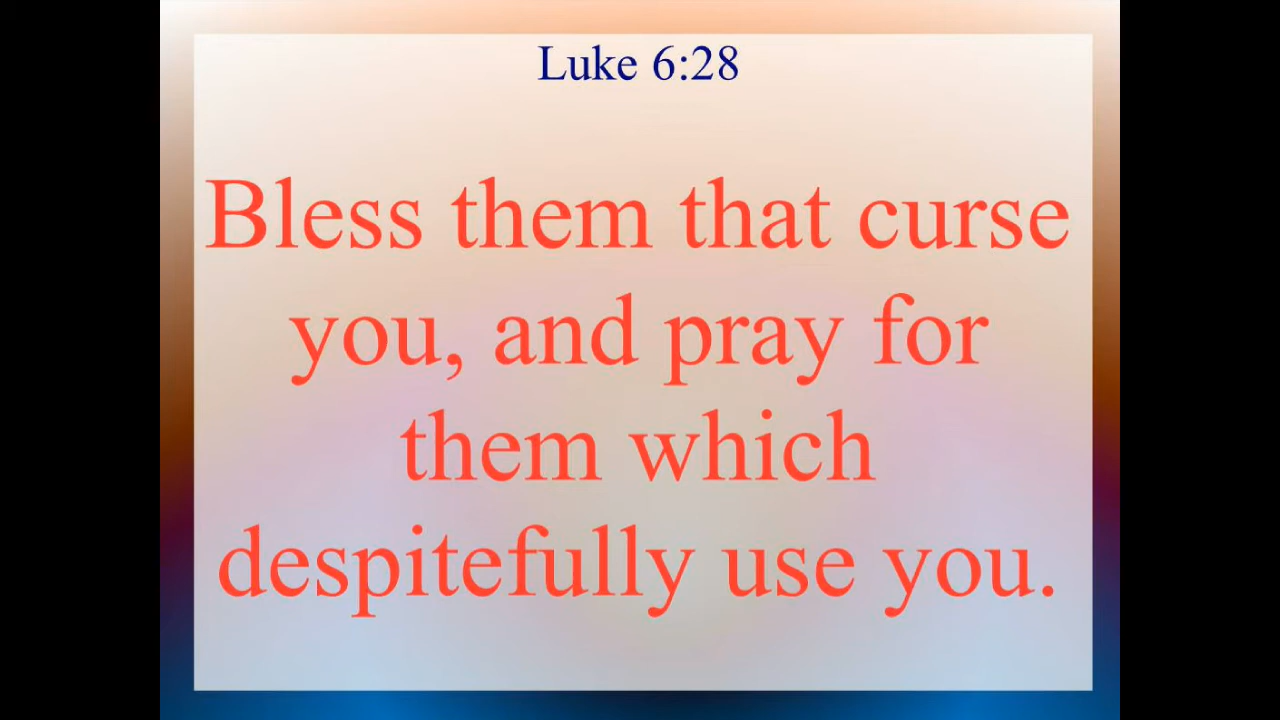 Luke 6:28
Bless them that curse
you, and pray for
them which
despitefully use you.